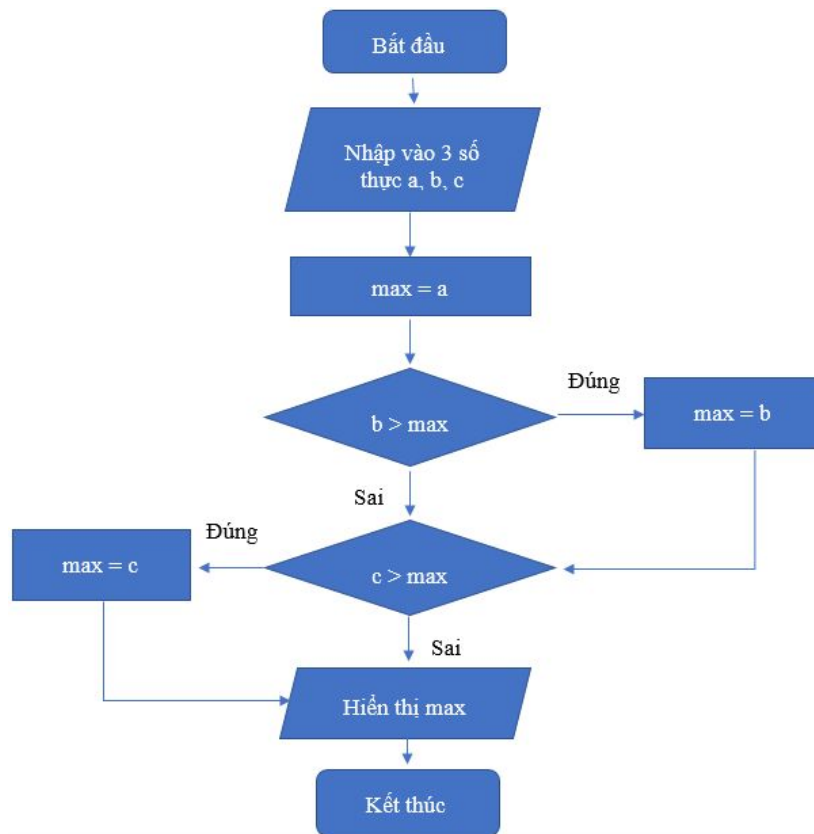 Bắt đầu
Nhập vào 3 số
thực a, b, c
max = a
b > max
Đúng
max = b
Sai
c > max
Đúng
max = c
Sai
Hiển thị max
Kết thúc